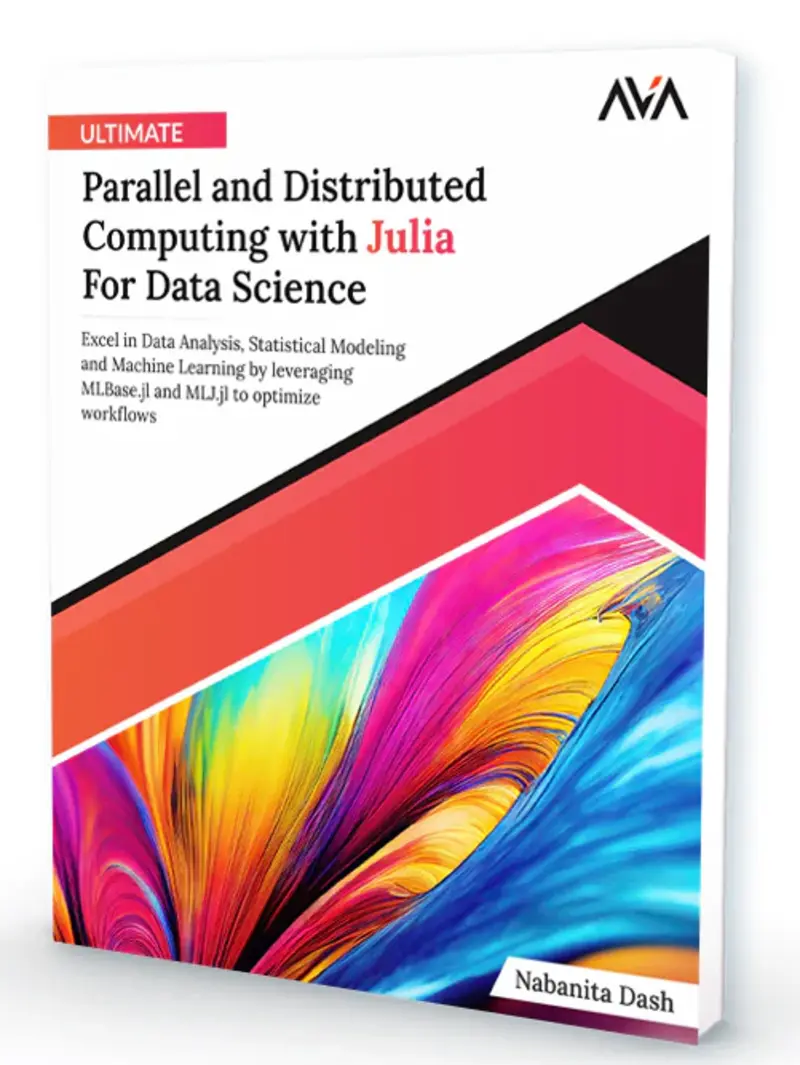 AVA
ULTIMATE
Parallel and Distributed
Computing with Julia
For Data Science
Excel in Data Analysis, Statistical Modeling
and Machine Learning by leveraging
MLBase.jl and MLJ.jl to optimize
workflows
Nabanita Dash